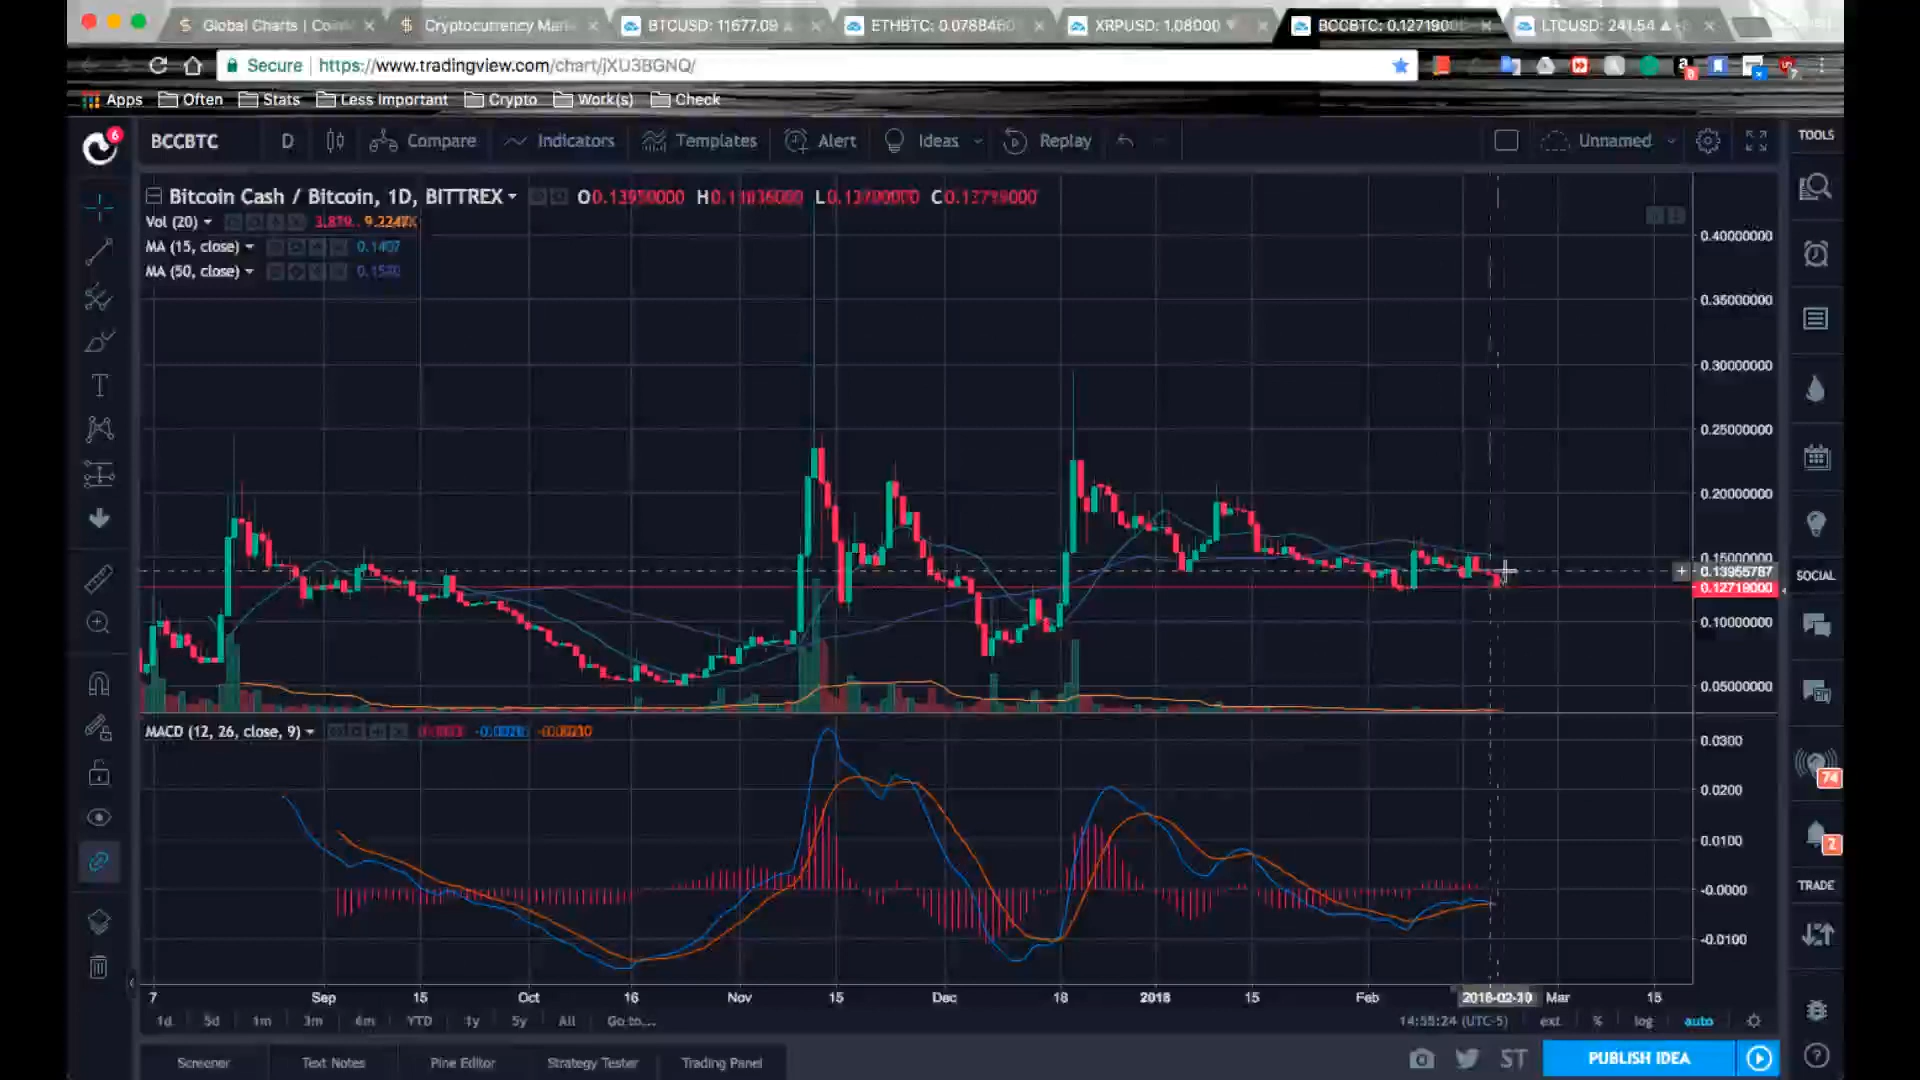 Global Charts | Coin
Cryptocurrency Mark
BTCUSD: 11677.09
ETHBTC: 0.0788460
XRPUSD: 1.08000 ▼
BCCBTC: 0.1271900
LTCUSD: 241.54 ▲
Secure | https://www.tradingview.com/chart/jXU3BGNQ/
Apps Often Stats Less Important Crypto Work(s) Check
6
BCCBTC D Compare Indicators Templates Alert Ideas Replay Unnamed
TOOLS
Bitcoin Cash / Bitcoin, 1D, BITTREX
O H L C
Vol (20)
MA (15, close) 0.1407
MA (50, close)
0.40000000
0.35000000
0.30000000
0.25000000
0.20000000
0.15000000
0.13955787
0.12719000
0.10000000
0.05000000
SOCIAL
MACD (12, 26, close, 9)
0.0300
0.0200
0.0100
-0.0000
-0.0100
74
2
TRADE
7 Sep 15 Oct 16 Nov 15 Dec 18 2018 15 Feb Mar 15
1d 5d 1m 3m 6m YTD 1y 5y All Go to...
14:55:24 (UTC-5) ext % log auto
Screener Text Notes Pine Editor Strategy Tester Trading Panel
ST PUBLISH IDEA